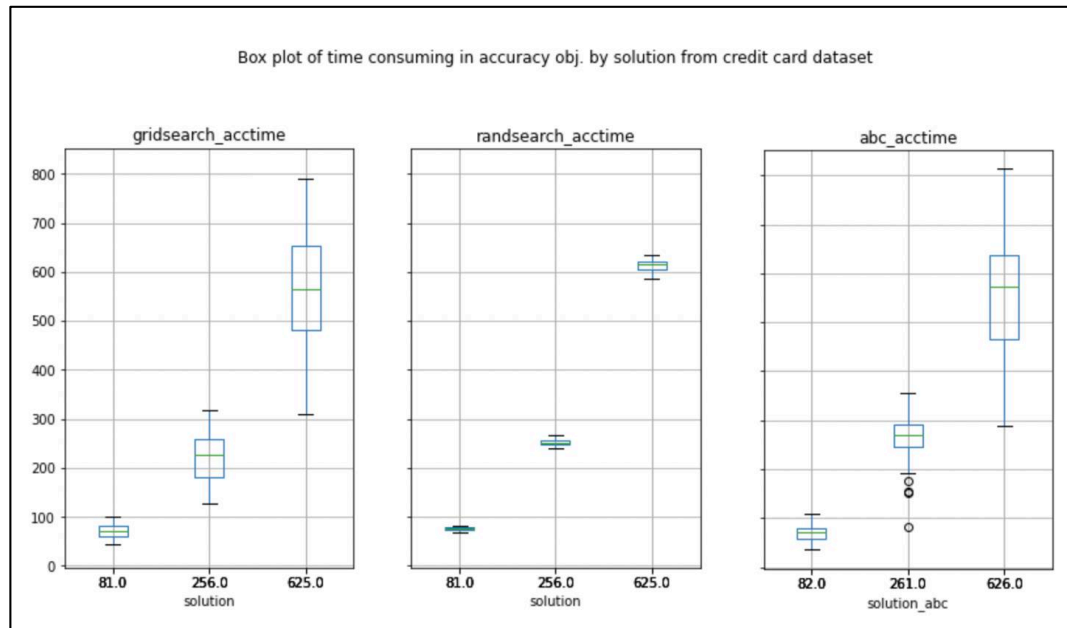 Box plot of time consuming in accuracy obj. by solution from credit card dataset
gridsearch_acctime
randsearch_acctime
abc_acctime
800
700
600
500
400
300
200
100
0
81.0 256.0 625.0
solution
81.0 256.0 625.0
solution
82.0 261.0 626.0
solution_abc